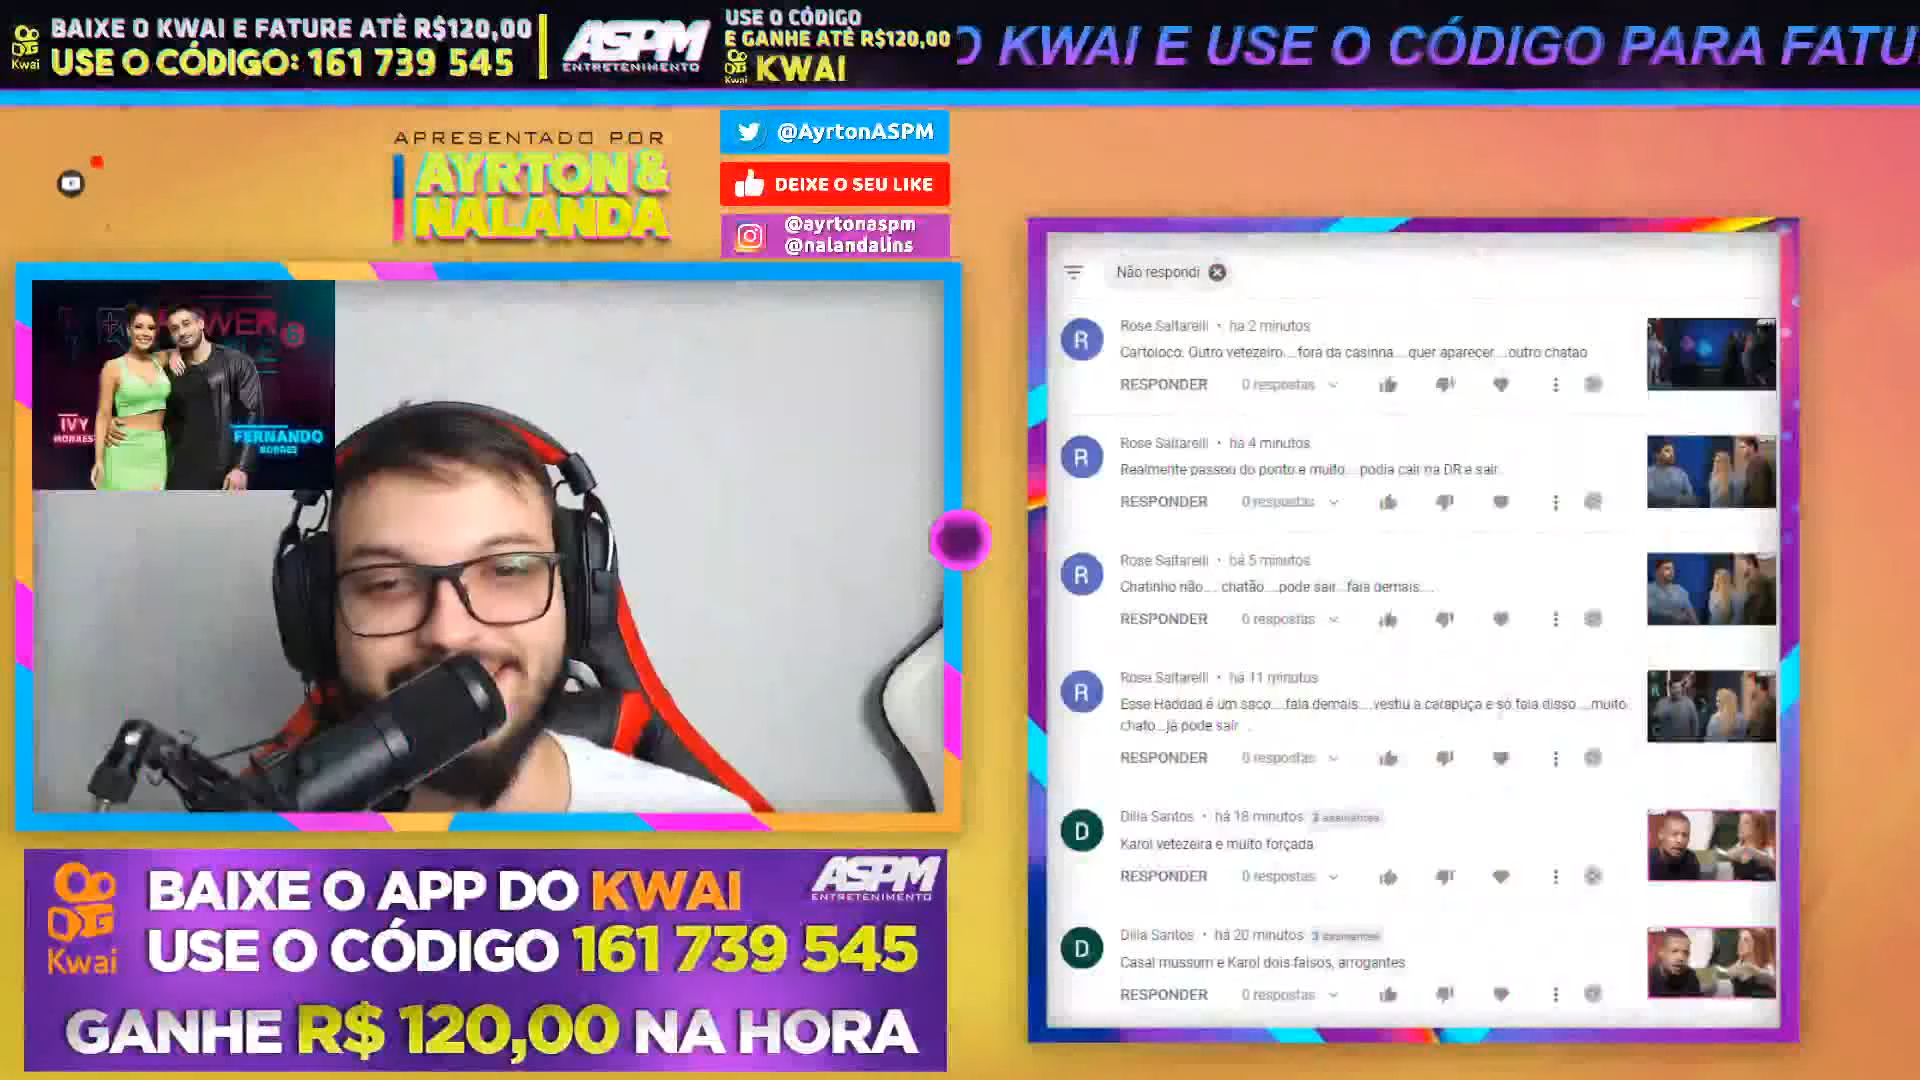 BAIXE O KWAI E FATURE ATÉ R$120,00
USE O CÓDIGO: 161 739 545
Kwai
ASPM
ENTRETENIMENTO
USE O CÓDIGO
E GANHE ATÉ R$120,00
Kwai
KWAI
O KWAI E USE O CÓDIGO PARA FATU
APRESENTADO POR
AYRTON &
NALANDA
@AyrtonASPM
DEIXE O SEU LIKE
@ayrtonaspm
@nalandalins
IVY
MORAES
FERNANDO
BORGES
Não respondi
R
Rose Saltarelli • há 2 minutos
Cartoloco. Outro vetezeiro....fora da casinna....quer aparecer....outro chatao
RESPONDER 0 respostas
R
Rose Saltarelli • há 4 minutos
Realmente passou do ponto e muito....podia cair na DR e sair.
RESPONDER 0 respostas
R
Rose Saltarelli • há 5 minutos
Chatinho não.... chatão....pode sair...fala demais....
RESPONDER 0 respostas
R
Rose Saltarelli • há 11 minutos
Esse Haddad é um saco....fala demais....vestiu a carapuça e só fala disso....muito
chato...já pode sair
RESPONDER 0 respostas
D
Dilia Santos • há 18 minutos 3 assinantes
Karol vetezeira e muito forçada
RESPONDER 0 respostas
D
Dilia Santos • há 20 minutos 3 assinantes
Casal mussum e Karol dois falsos, arrogantes
RESPONDER 0 respostas
Kwai
BAIXE O APP DO KWAI
USE O CÓDIGO 161 739 545
GANHE R$ 120,00 NA HORA
ASPM
ENTRETENIMENTO